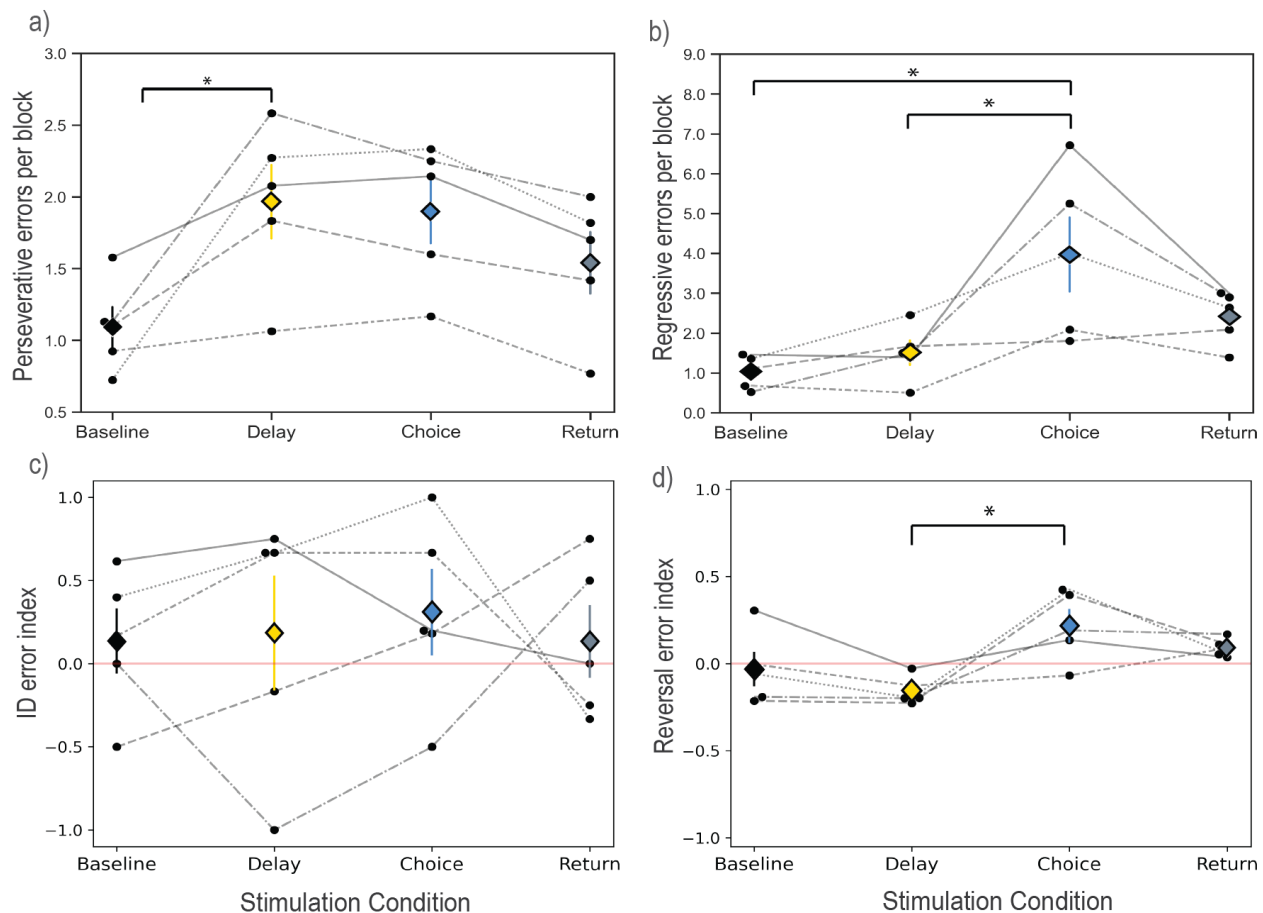 a)
Perseverative errors per block
3.0
2.5
2.0
1.5
1.0
0.5
*
Baseline Delay Choice Return
b)
Regressive errors per block
9.0
8.0
7.0
6.0
5.0
4.0
3.0
2.0
1.0
0.0
*
*
Baseline Delay Choice Return
c)
ID error index
1.0
0.5
0.0
−0.5
−1.0
Baseline Delay Choice Return
Stimulation Condition
d)
Reversal error index
1.0
0.5
0.0
−0.5
−1.0
*
Baseline Delay Choice Return
Stimulation Condition